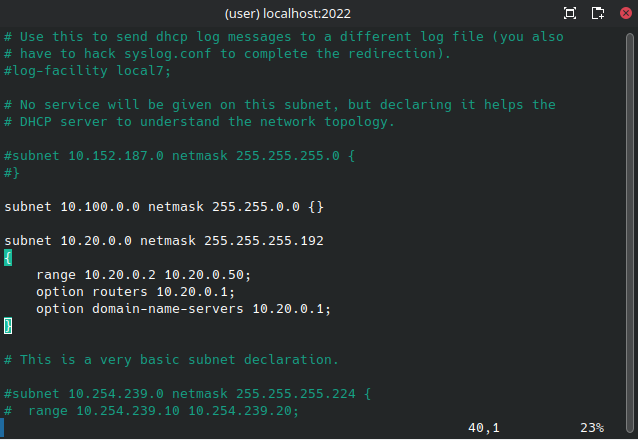 (user) localhost:2022
# Use this to send dhcp log messages to a different log file (you also
# have to hack syslog.conf to complete the redirection).
#log-facility local7;
# No service will be given on this subnet, but declaring it helps the
# DHCP server to understand the network topology.
#subnet 10.152.187.0 netmask 255.255.255.0 {
#}
subnet 10.100.0.0 netmask 255.255.0.0 {}
subnet 10.20.0.0 netmask 255.255.255.192
{
    range 10.20.0.2 10.20.0.50;
    option routers 10.20.0.1;
    option domain-name-servers 10.20.0.1;
}
# This is a very basic subnet declaration.
#subnet 10.254.239.0 netmask 255.255.255.224 {
#  range 10.254.239.10 10.254.239.20;
40,1 23%